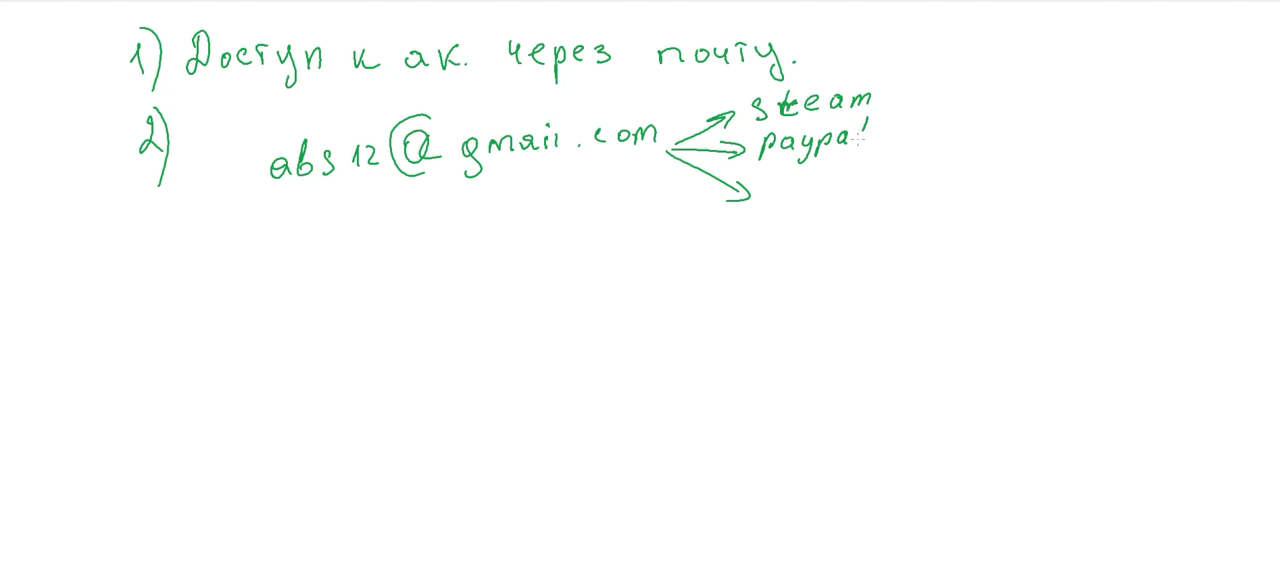 1) Доступ к ак. через почту.
2) abs12@gmail.com
steam
paypal